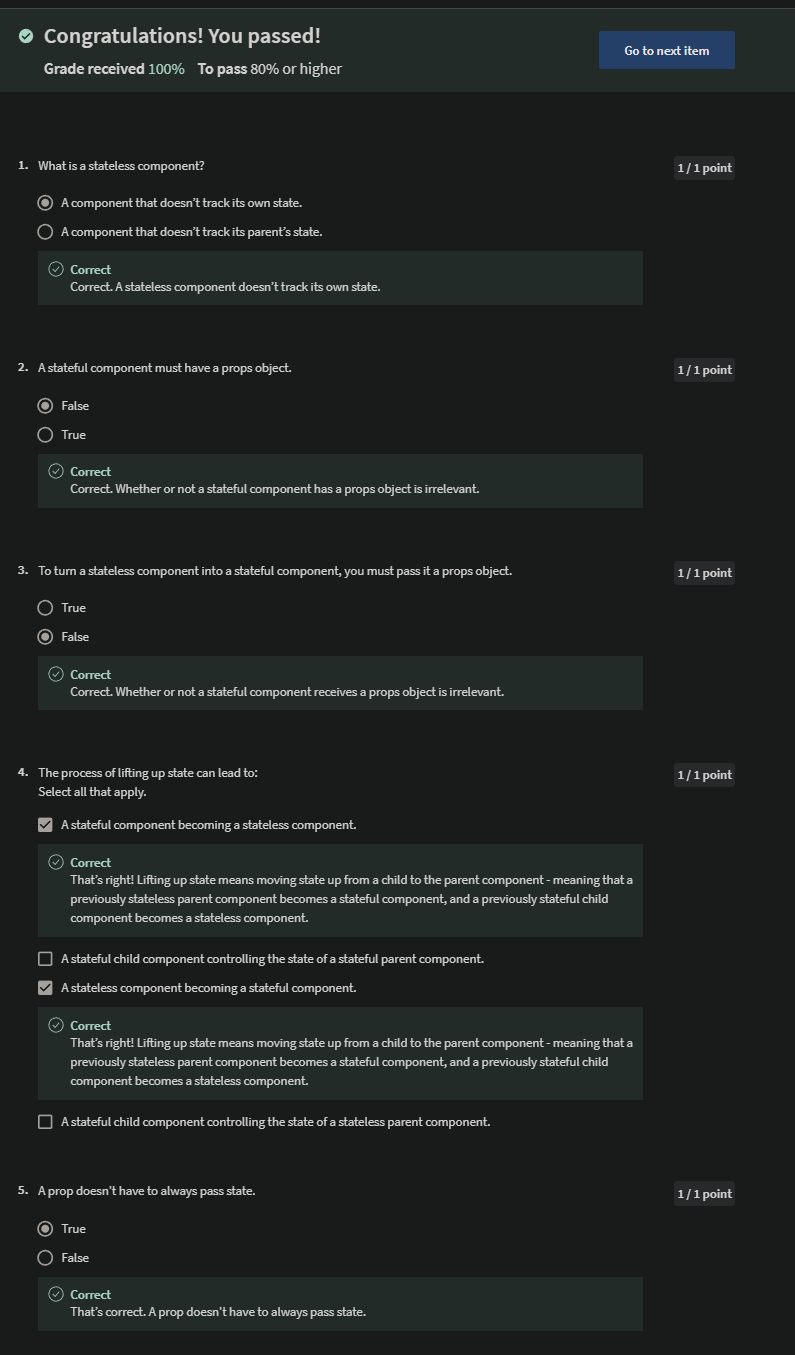 Congratulations! You passed!
Go to next item
Grade received 100% To pass 80% or higher
1. What is a stateless component?
1 / 1 point
A component that doesn't track its own state.
A component that doesn't track its parent's state.
Correct
Correct. A stateless component doesn't track its own state.
2. A stateful component must have a props object.
1 / 1 point
False
True
Correct
Correct. Whether or not a stateful component has a props object is irrelevant.
3. To turn a stateless component into a stateful component, you must pass it a props object.
1 / 1 point
True
False
Correct
Correct. Whether or not a stateful component receives a props object is irrelevant.
4. The process of lifting up state can lead to:
1 / 1 point
Select all that apply.
A stateful component becoming a stateless component.
Correct
That's right! Lifting up state means moving state up from a child to the parent component - meaning that a
previously stateless parent component becomes a stateful component, and a previously stateful child
component becomes a stateless component.
A stateful child component controlling the state of a stateful parent component.
A stateless component becoming a stateful component.
Correct
That's right! Lifting up state means moving state up from a child to the parent component - meaning that a
previously stateless parent component becomes a stateful component, and a previously stateful child
component becomes a stateless component.
A stateful child component controlling the state of a stateless parent component.
5. A prop doesn't have to always pass state.
1 / 1 point
True
False
Correct
That's correct. A prop doesn't have to always pass state.